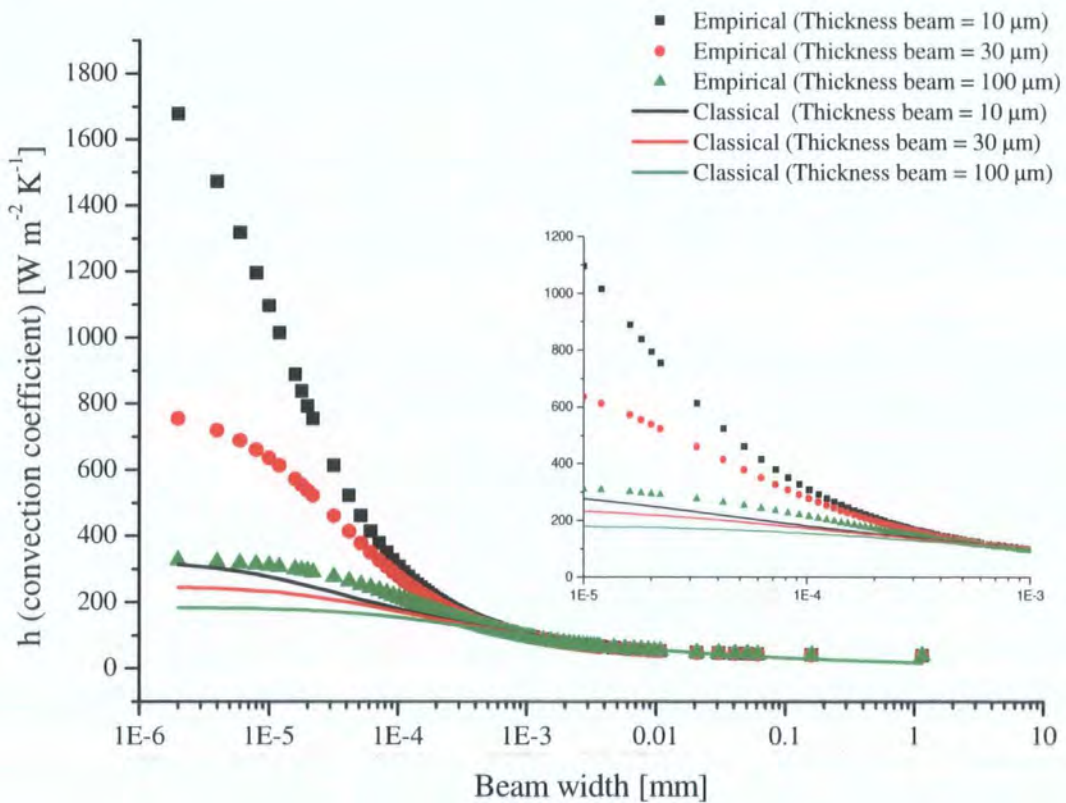 Empirical (Thickness beam = 10 µm)
Empirical (Thickness beam = 30 µm)
Empirical (Thickness beam = 100 µm)
Classical (Thickness beam = 10 µm)
Classical (Thickness beam = 30 µm)
Classical (Thickness beam = 100 µm)
h (convection coefficient) [W m⁻² K⁻¹]
1800
1600
1400
1200
1000
800
600
400
200
0
1E-6
1E-5
1E-4
1E-3
0.01
0.1
1
10
Beam width [mm]
1200
1000
800
600
400
200
0
1E-5
1E-4
1E-3